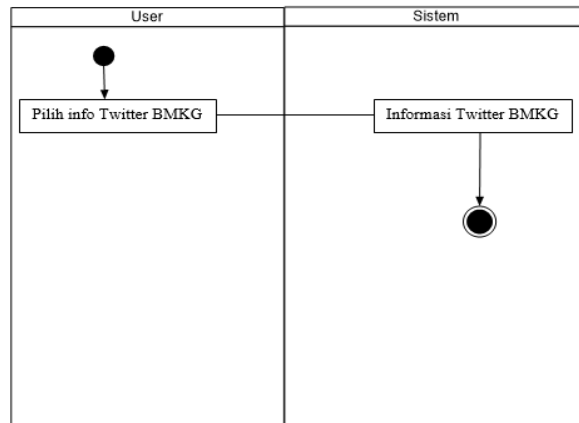 User
Sistem
Pilih info Twitter BMKG
Informasi Twitter BMKG